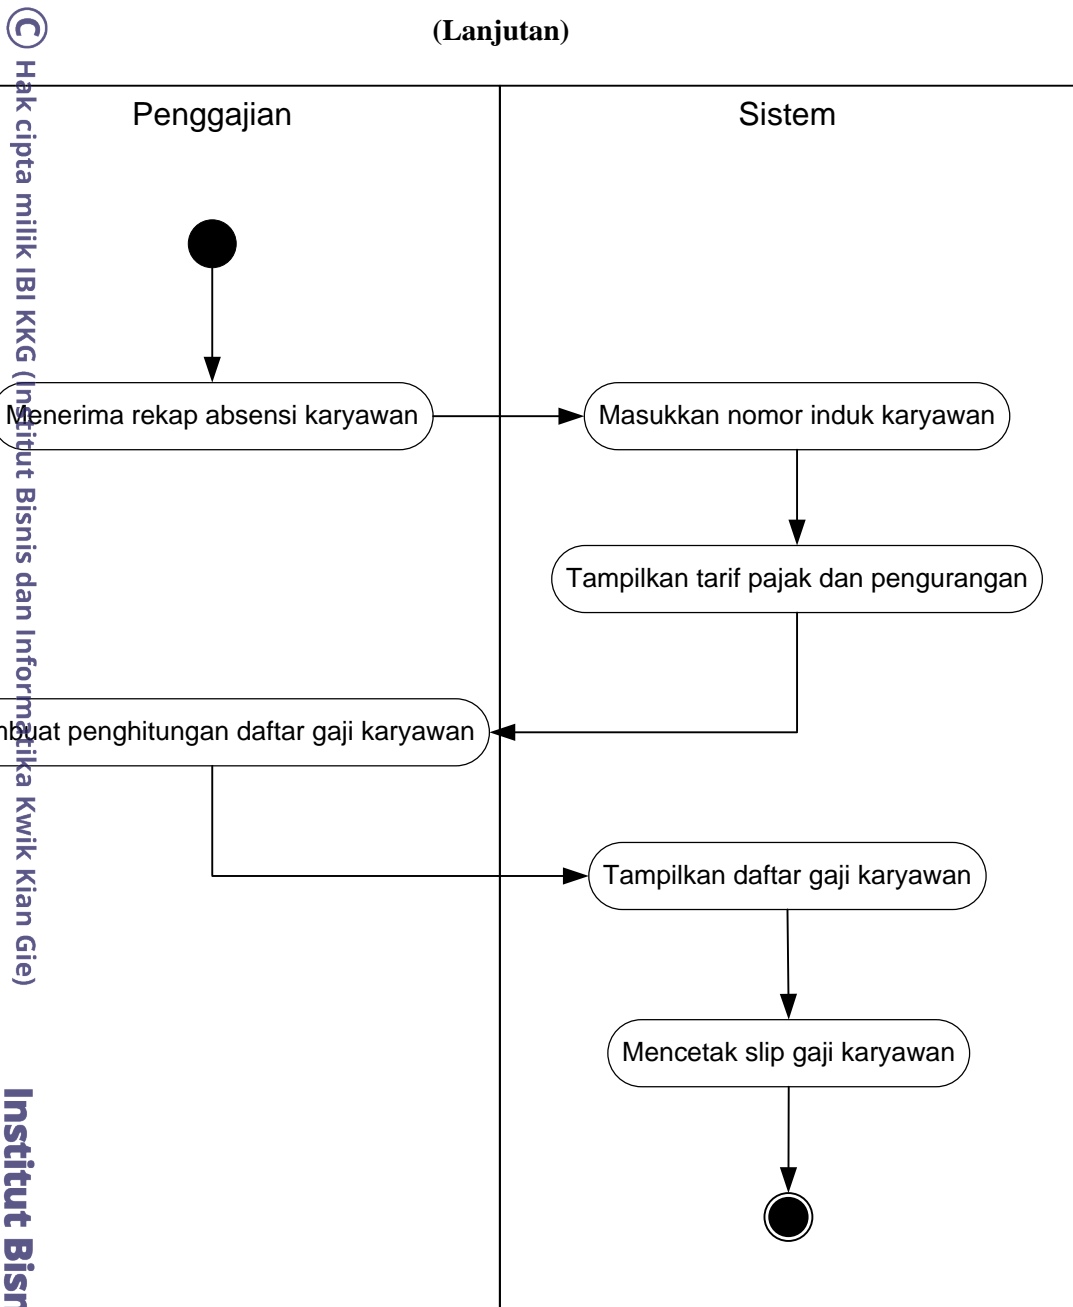 (Lanjutan)
Penggajian
Sistem
Menerima rekap absensi karyawan
Masukkan nomor induk karyawan
Tampilkan tarif pajak dan pengurangan
penghitungan daftar gaji karyawan
Tampilkan daftar gaji karyawan
Mencetak slip gaji karyawan
© Hak cipta milik IBI KKG (Institut Bisnis dan Informatika Kwik Kian Gie)
Institut